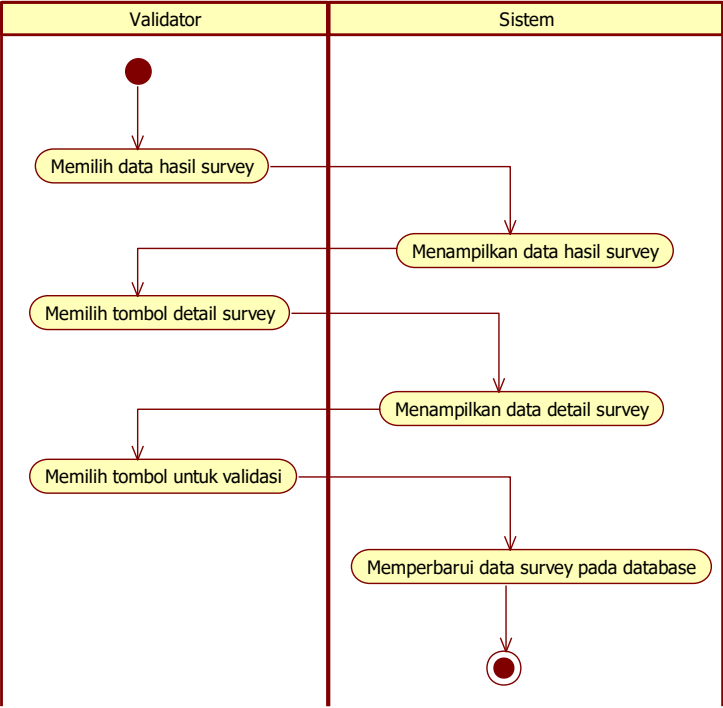 Validator
Sistem
Memilih data hasil survey
Menampilkan data hasil survey
Memilih tombol detail survey
Menampilkan data detail survey
Memilih tombol untuk validasi
Memperbarui data survey pada database